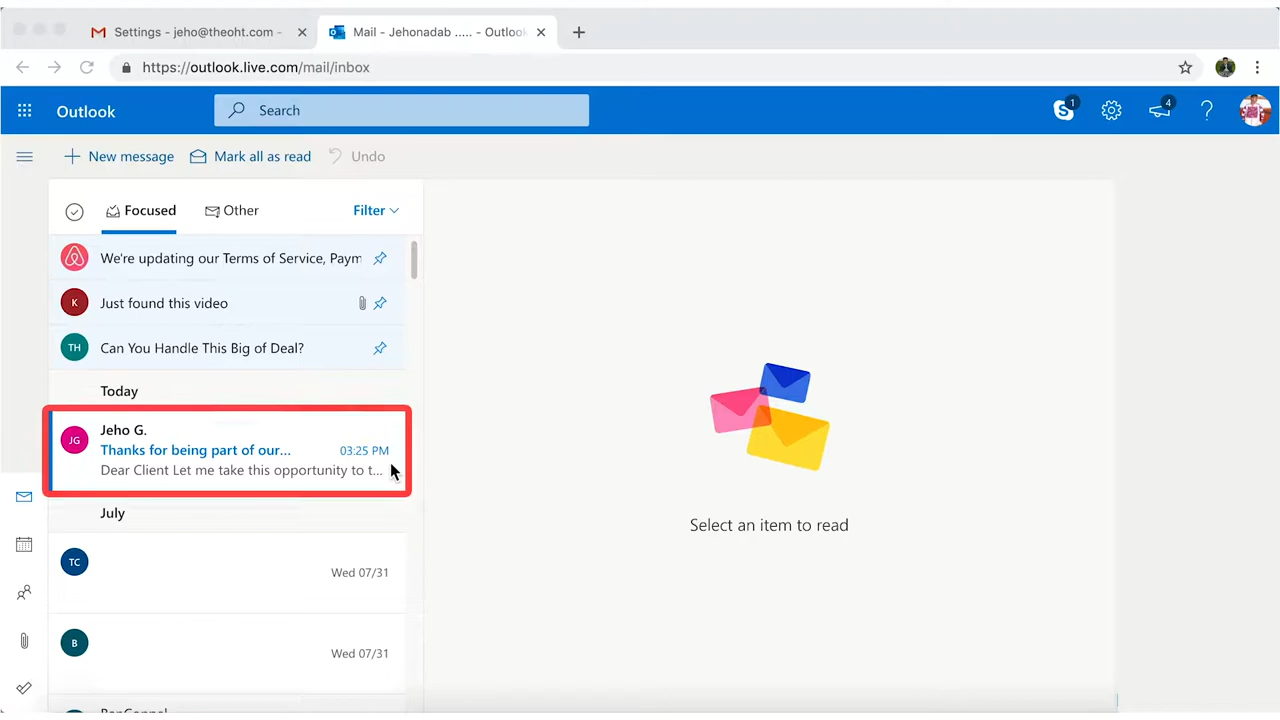 Settings - jeho@theoht.com -
Mail - Jehonadab ..... - Outlook
https://outlook.live.com/mail/inbox
Outlook
Search
1
4
New message
Mark all as read
Undo
Focused
Other
Filter
We're updating our Terms of Service, Paym
K
Just found this video
TH
Can You Handle This Big of Deal?
Today
JG
Jeho G.
Thanks for being part of our...
03:25 PM
Dear Client Let me take this opportunity to t...
Select an item to read
July
TC
Wed 07/31
B
Wed 07/31